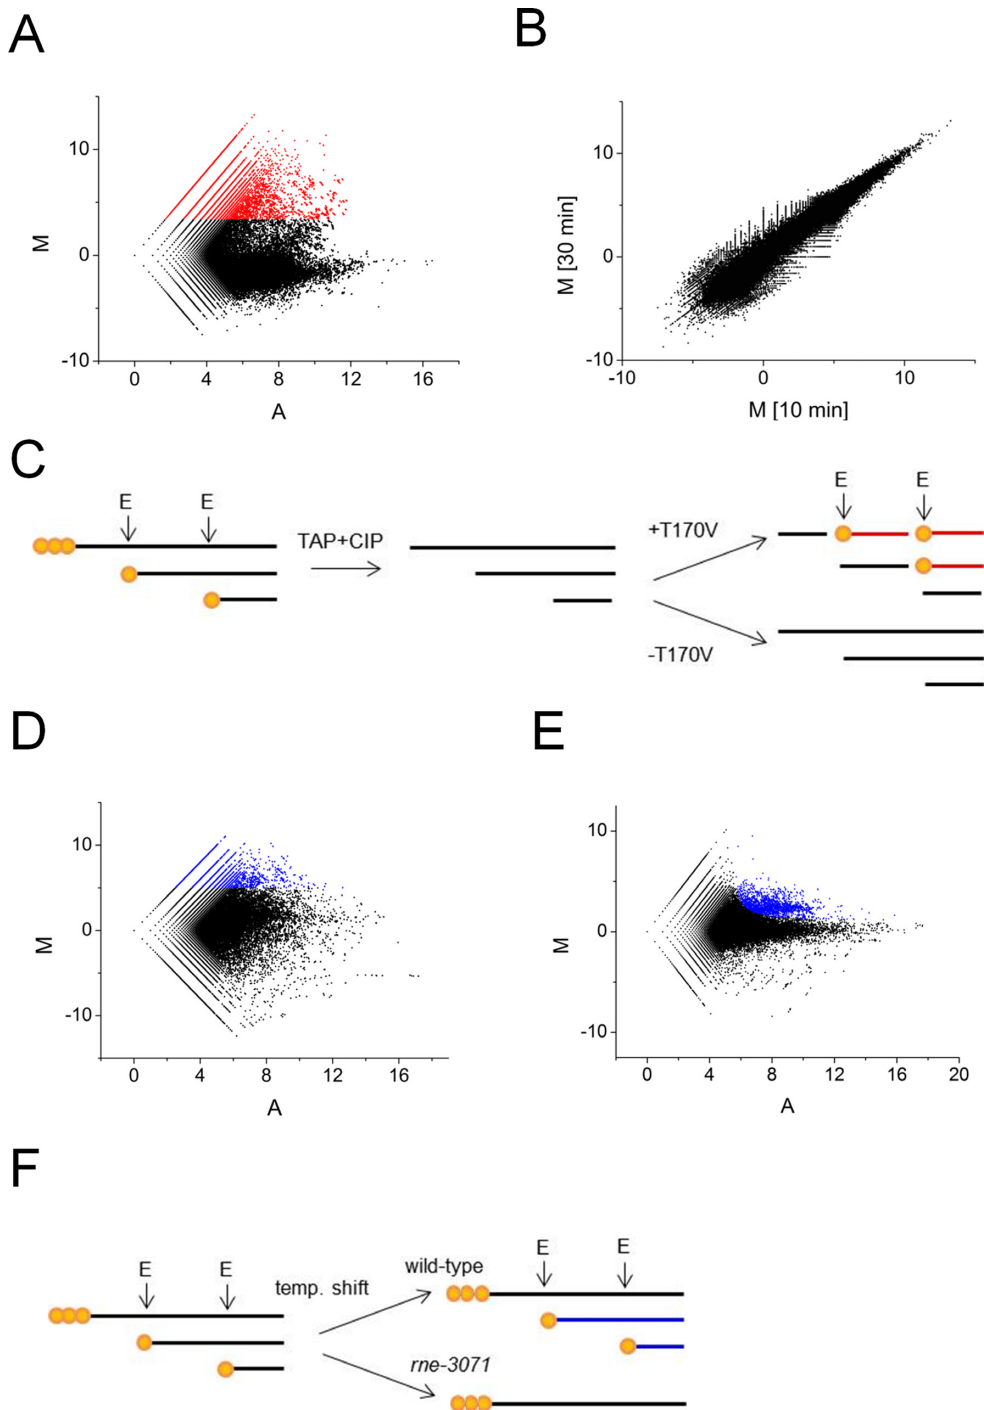 A
B
M
10
0
-10
0
4
8
12
16
A
M [30 min]
10
0
-10
-10
0
10
M [10 min]
C
E
E
TAP+CIP
+T170V
-T170V
E
E
D
E
M
10
0
-10
0
4
8
12
16
A
M
10
0
-10
0
4
8
12
16
20
A
F
E
E
temp. shift
wild-type
rne-3071
E
E